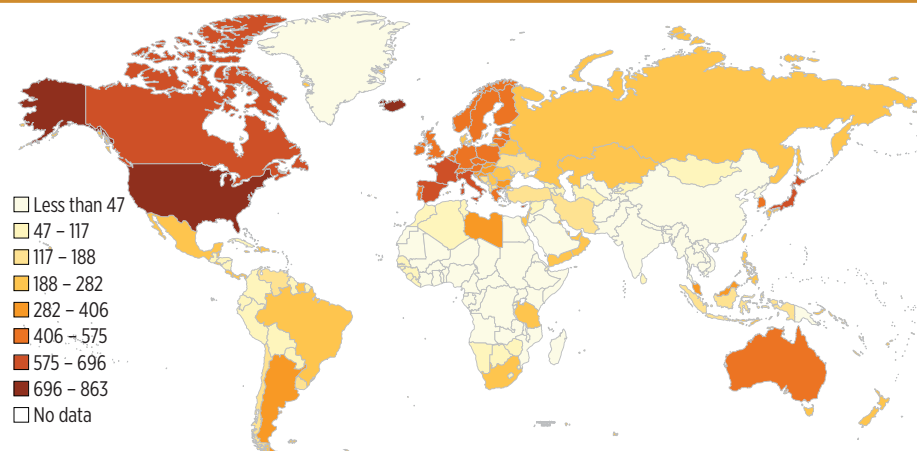 Less than 47
47 – 117
117 – 188
188 – 282
282 – 406
406 – 575
575 – 696
696 – 863
No data